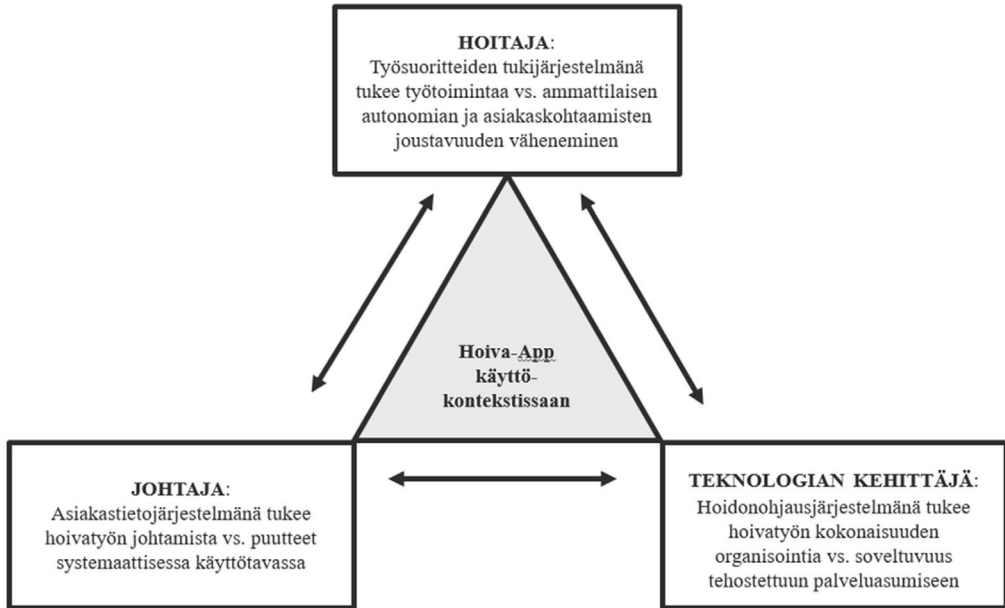 HOITAJA:
Työsuoritteiden tukijärjestelmänä
tukee työtoimintaa vs. ammattilaisen
autonomian ja asiakaskohtaamisten
joustavuuden väheneminen
Hoiva-App
käyttö-
kontekstissaan
JOHTAJA:
Asiakastietojärjestelmänä tukee
hoivatyön johtamista vs. puutteet
systemaattisessa käyttötavassa
TEKNOLOGIAN KEHITTÄJÄ:
Hoidonohjausjärjestelmänä tukee
hoivatyön kokonaisuuden
organisointia vs. soveltuvuus
tehostettuun palveluasumiseen